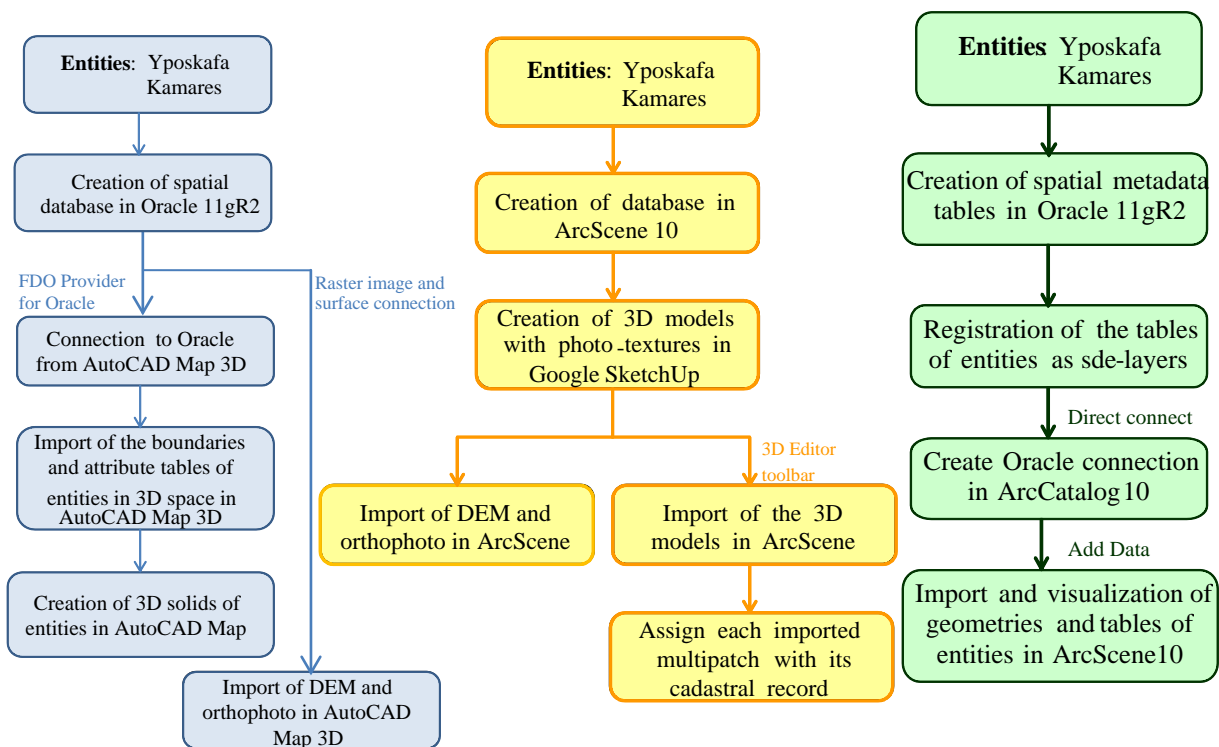 Entities: Yposkafa
Kamares
Creation of spatial
database in Oracle 11gR2
FDO Provider
for Oracle
Raster image and
surface connection
Connection to Oracle
from AutoCAD Map 3D
Import of the boundaries
and attribute tables of
entities in 3D space in
AutoCAD Map 3D
Creation of 3D solids of
entities in AutoCAD Map
Import of DEM and
orthophoto in AutoCAD
Map 3D
Entities: Yposkafa
Kamares
Creation of database in
ArcScene 10
Creation of 3D models
with photo-textures in
Google SketchUp
3D Editor
toolbar
Import of DEM and
orthophoto in ArcScene
Import of the 3D
models in ArcScene
Assign each imported
multipatch with its
cadastral record
Entities: Yposkafa
Kamares
Creation of spatial metadata
tables in Oracle 11gR2
Registration of the tables
of entities as sde-layers
Direct connect
Create Oracle connection
in ArcCatalog 10
Add Data
Import and visualization of
geometries and tables of
entities in ArcScene10